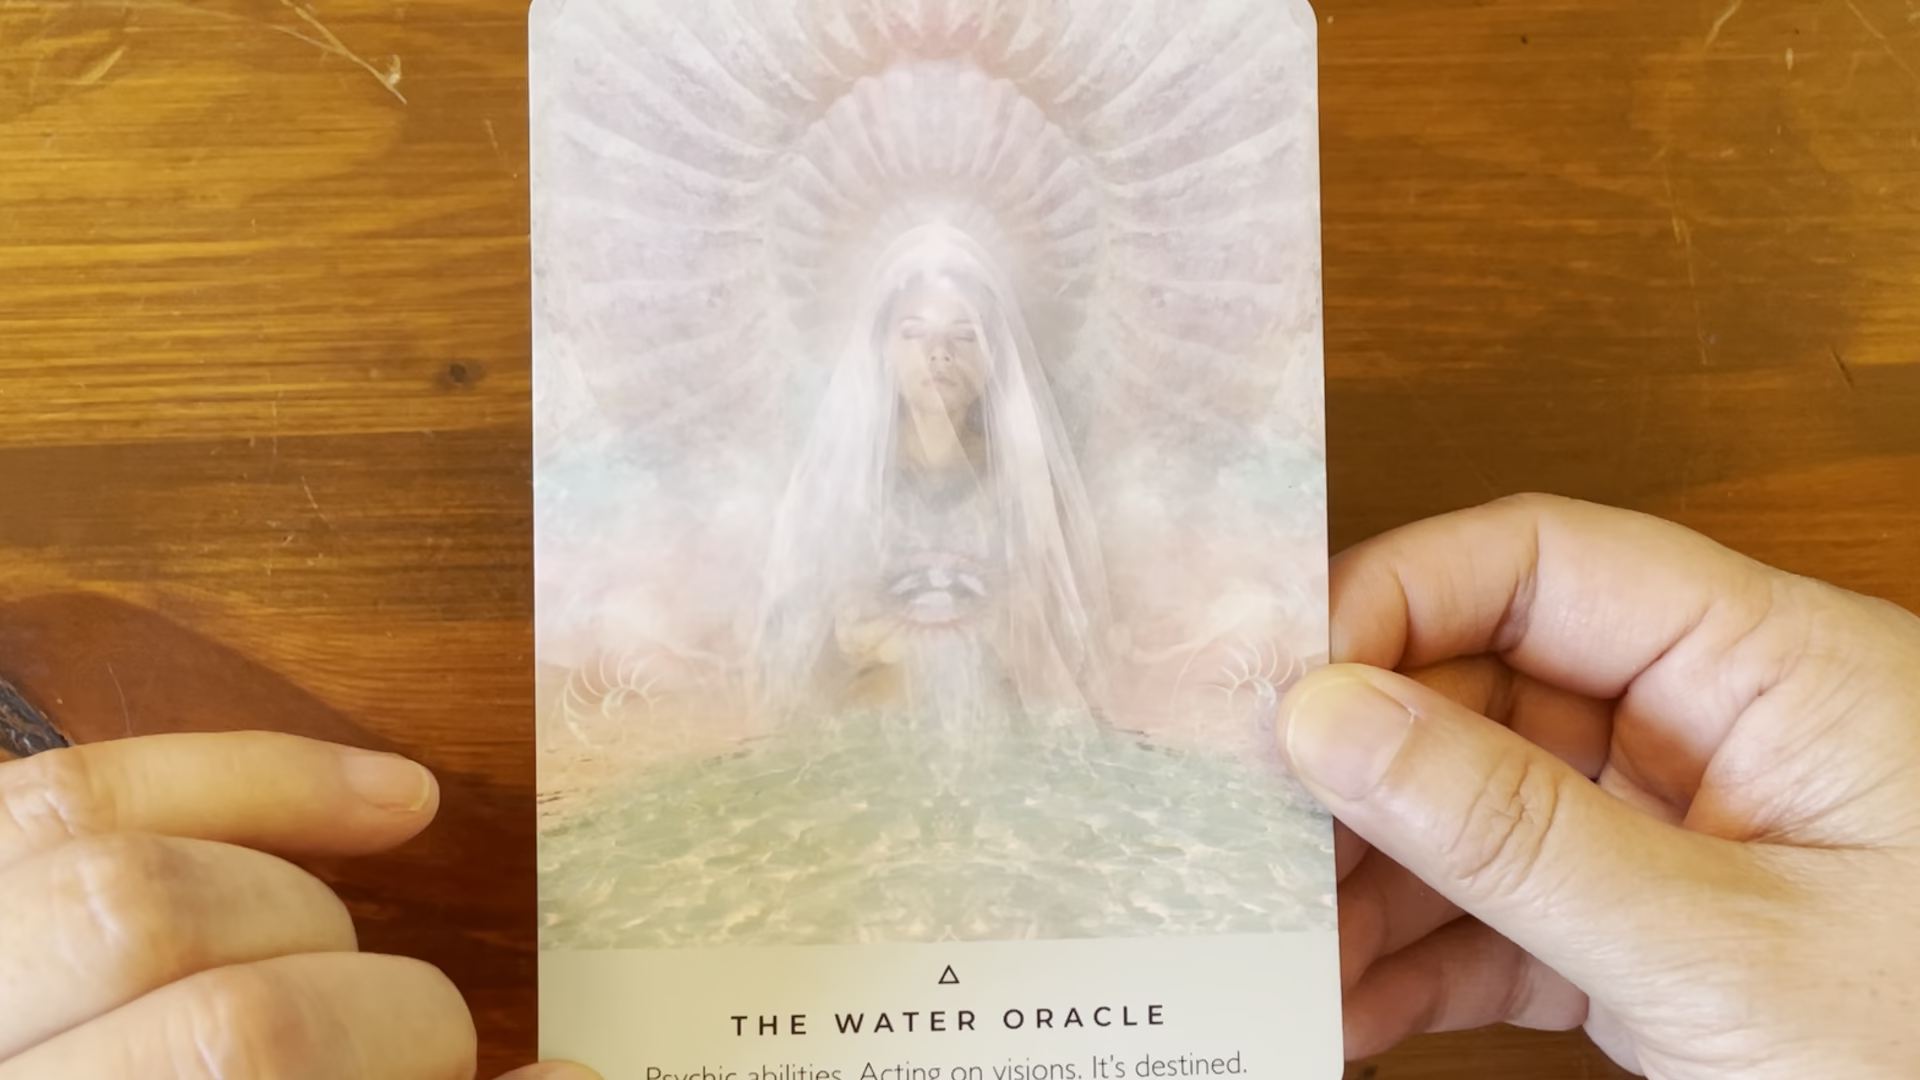 THE WATER ORACLE
Psychic abilities. Acting on visions. It's destined.